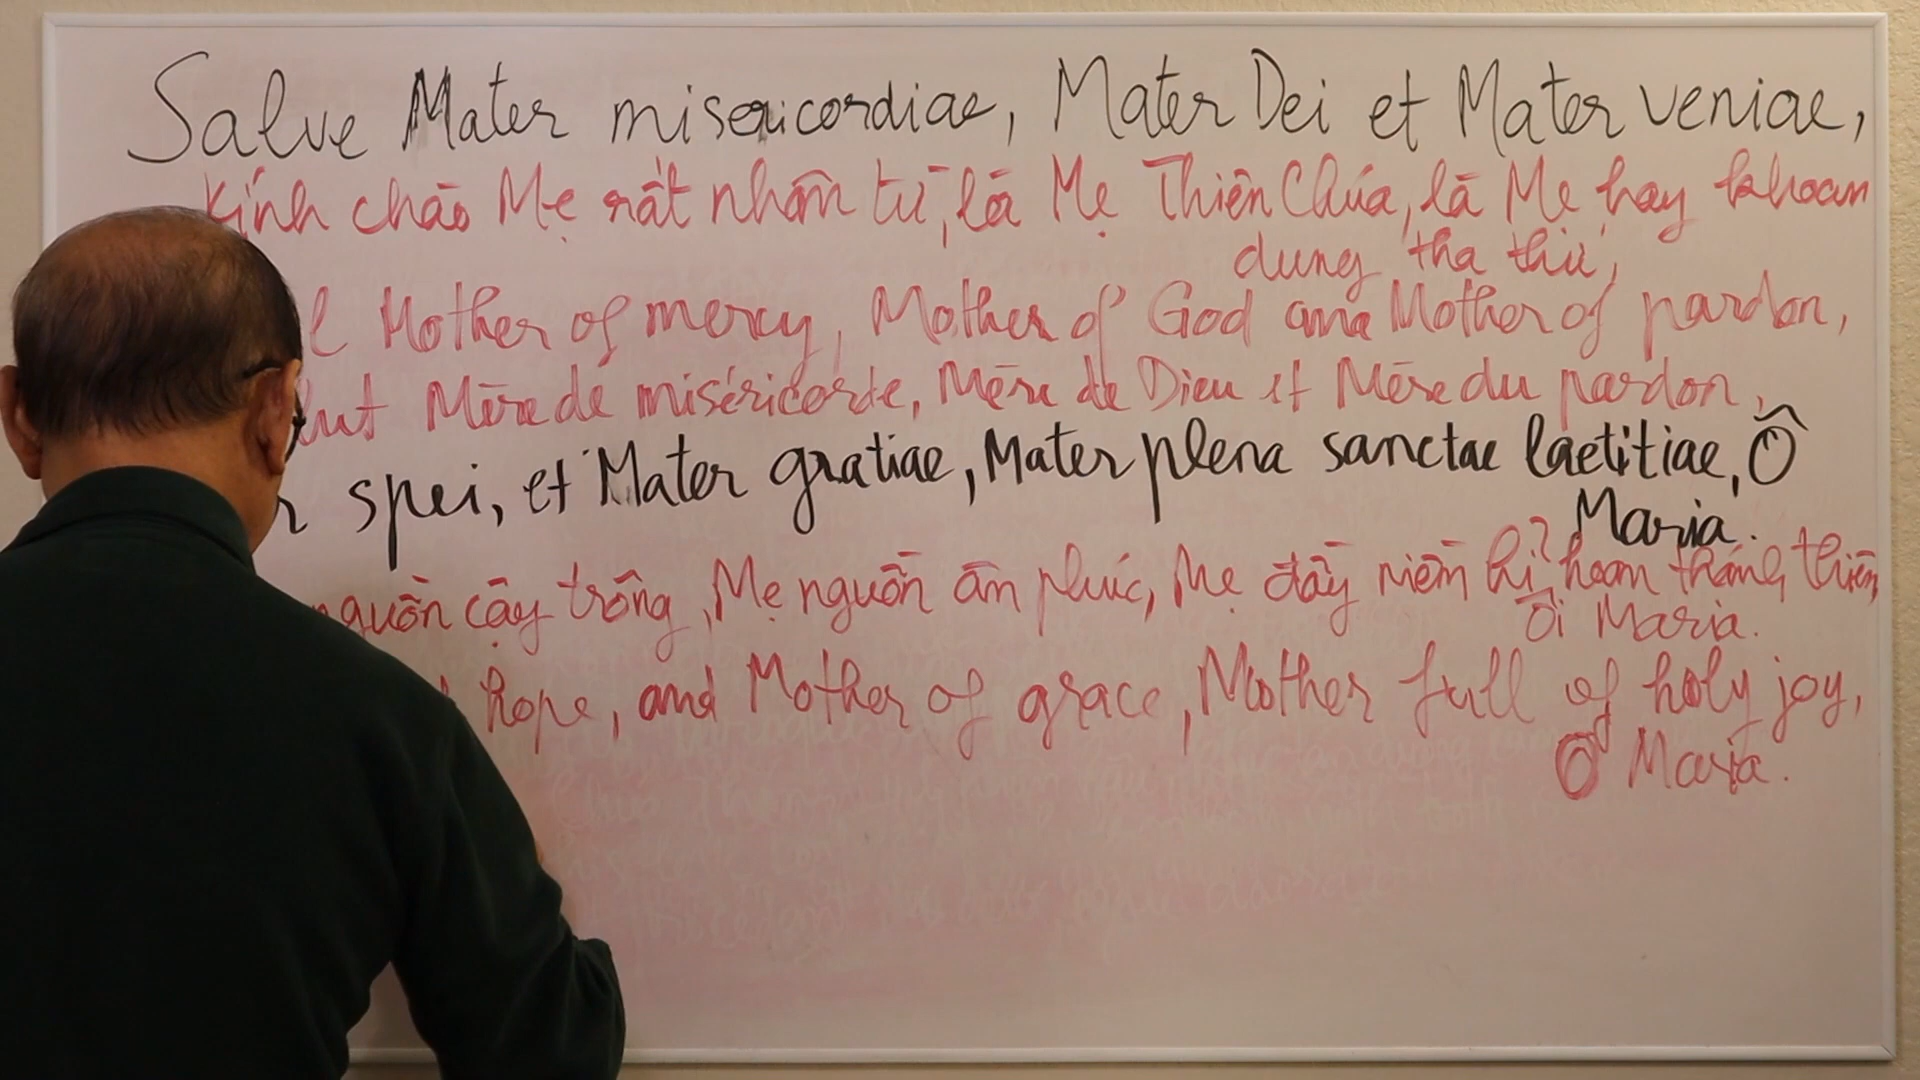 Salve Mater misericordiae, Mater Dei et Mater veniae,
Kính chào Mẹ rất nhân từ, là Mẹ Thiên Chúa, là Mẹ hay khoan
dung tha thứ,
l Mother of mercy, Mother of God and Mother of pardon,
lut Mère de miséricorde, Mère de Dieu et Mère du pardon,
r spei, et Mater gratiae, Mater plena sanctae laetitiae, Ô
Maria.
nguồn cậy trông, Mẹ nguồn ân phúc, Mẹ đầy niềm hỉ hoan thánh thiện,
Ôi Maria.
hope, and Mother of grace, Mother full of holy joy,
O Maria.